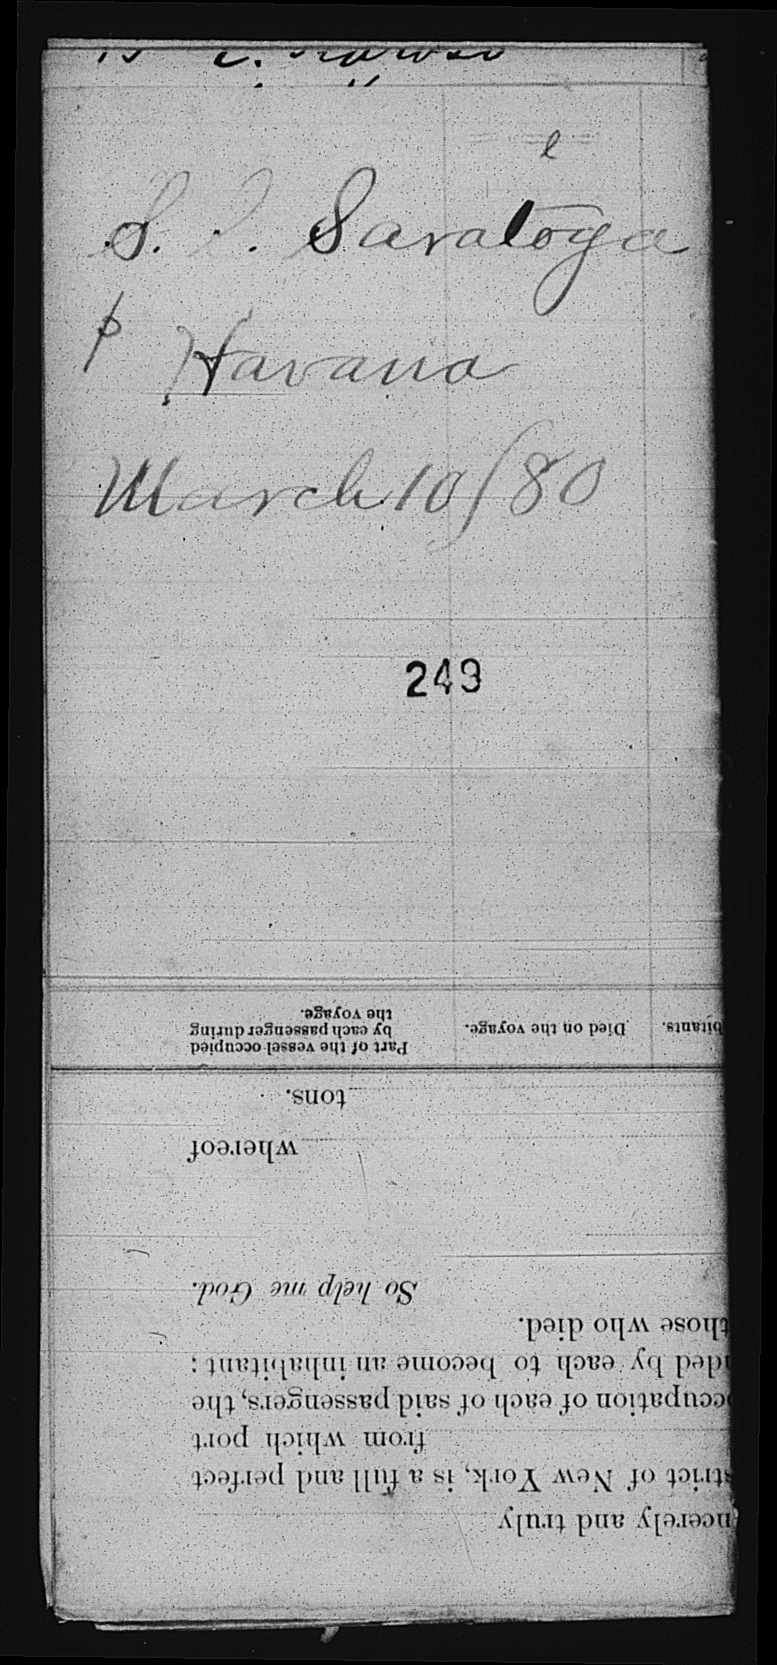 S. S. Saratoga
p Havana
March 10/80
249
ncerely and truly
strict of New York, is a full and perfect
from which port
ccupation of each of said passengers, the
nded by each to become an inhabitant;
those who died.
So help me God.
whereof
tons.
Part of the vessel occupied
by each passenger during
the voyage.
Died on the voyage.
bitants.